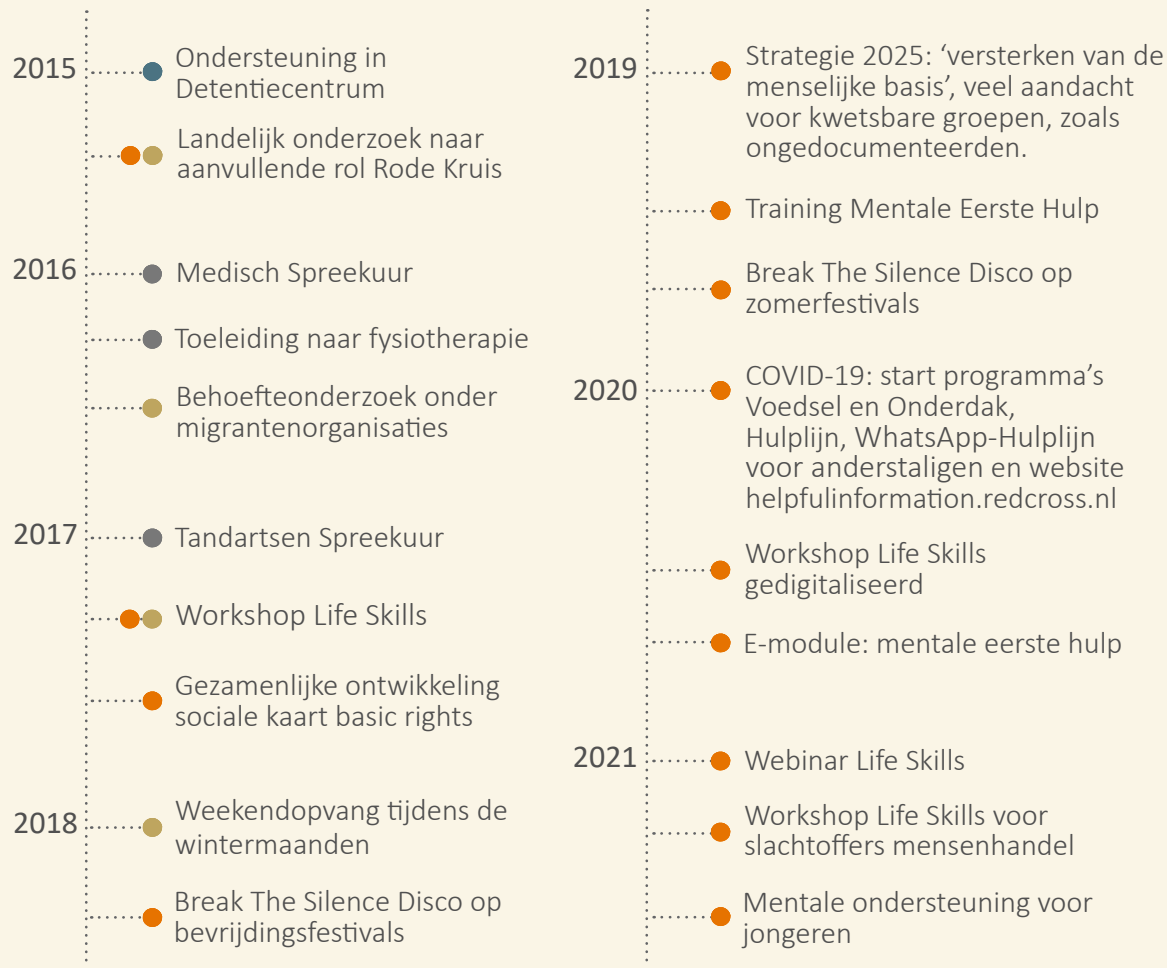 2015
Ondersteuning in
Detentiecentrum
Landelijk onderzoek naar
aanvullende rol Rode Kruis
2016
Medisch Spreekuur
Toeleiding naar fysiotherapie
Behoefteonderzoek onder
migrantenorganisaties
2017
Tandartsen Spreekuur
Workshop Life Skills
Gezamenlijke ontwikkeling
sociale kaart basic rights
2018
Weekendopvang tijdens de
wintermaanden
Break The Silence Disco op
bevrijdingsfestivals
2019
Strategie 2025: ‘versterken van de
menselijke basis’, veel aandacht
voor kwetsbare groepen, zoals
ongedocumenteerden.
Training Mentale Eerste Hulp
Break The Silence Disco op
zomerfestivals
2020
COVID-19: start programma’s
Voedsel en Onderdak,
Hulplijn, WhatsApp-Hulplijn
voor anderstaligen en website
helpfulinformation.redcross.nl
Workshop Life Skills
gedigitaliseerd
E-module: mentale eerste hulp
2021
Webinar Life Skills
Workshop Life Skills voor
slachtoffers mensenhandel
Mentale ondersteuning voor
jongeren